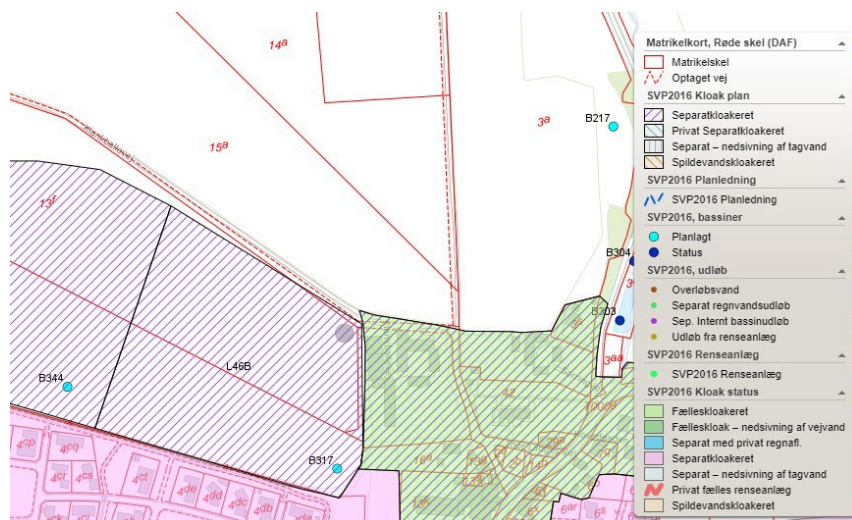 Matrikelkort, Røde skel (DAF)
Matrikelskel
Optaget vej
SVP2016 Kloak plan
Separatkloakeret
Privat Separatkloakeret
Separat – nedsivning af tagvand
Spildevandskloakeret
SVP2016 Planledning
SVP2016 Planledning
SVP2016, bassiner
Planlagt
Status
SVP2016, udløb
Overløbsvand
Separat regnvandsudløb
Sep. Internt bassinudløb
Udløb fra renseanlæg
SVP2016 Renseanlæg
SVP2016 Renseanlæg
SVP2016 Kloak status
Fælleskloakeret
Fælleskloak – nedsivning af vejvand
Separat med privat regnafl.
Separatkloakeret
Separat – nedsivning af tagvand
Privat fælles renseanlæg
Spildevandskloakeret
14a
3a
B217
15a
13f
B304
B303
3aa
L46B
B344
42
B317
16a
13k
4cp
4cq
4cr
4cs
4ct
4de
4dd
4dc
6ar
6s